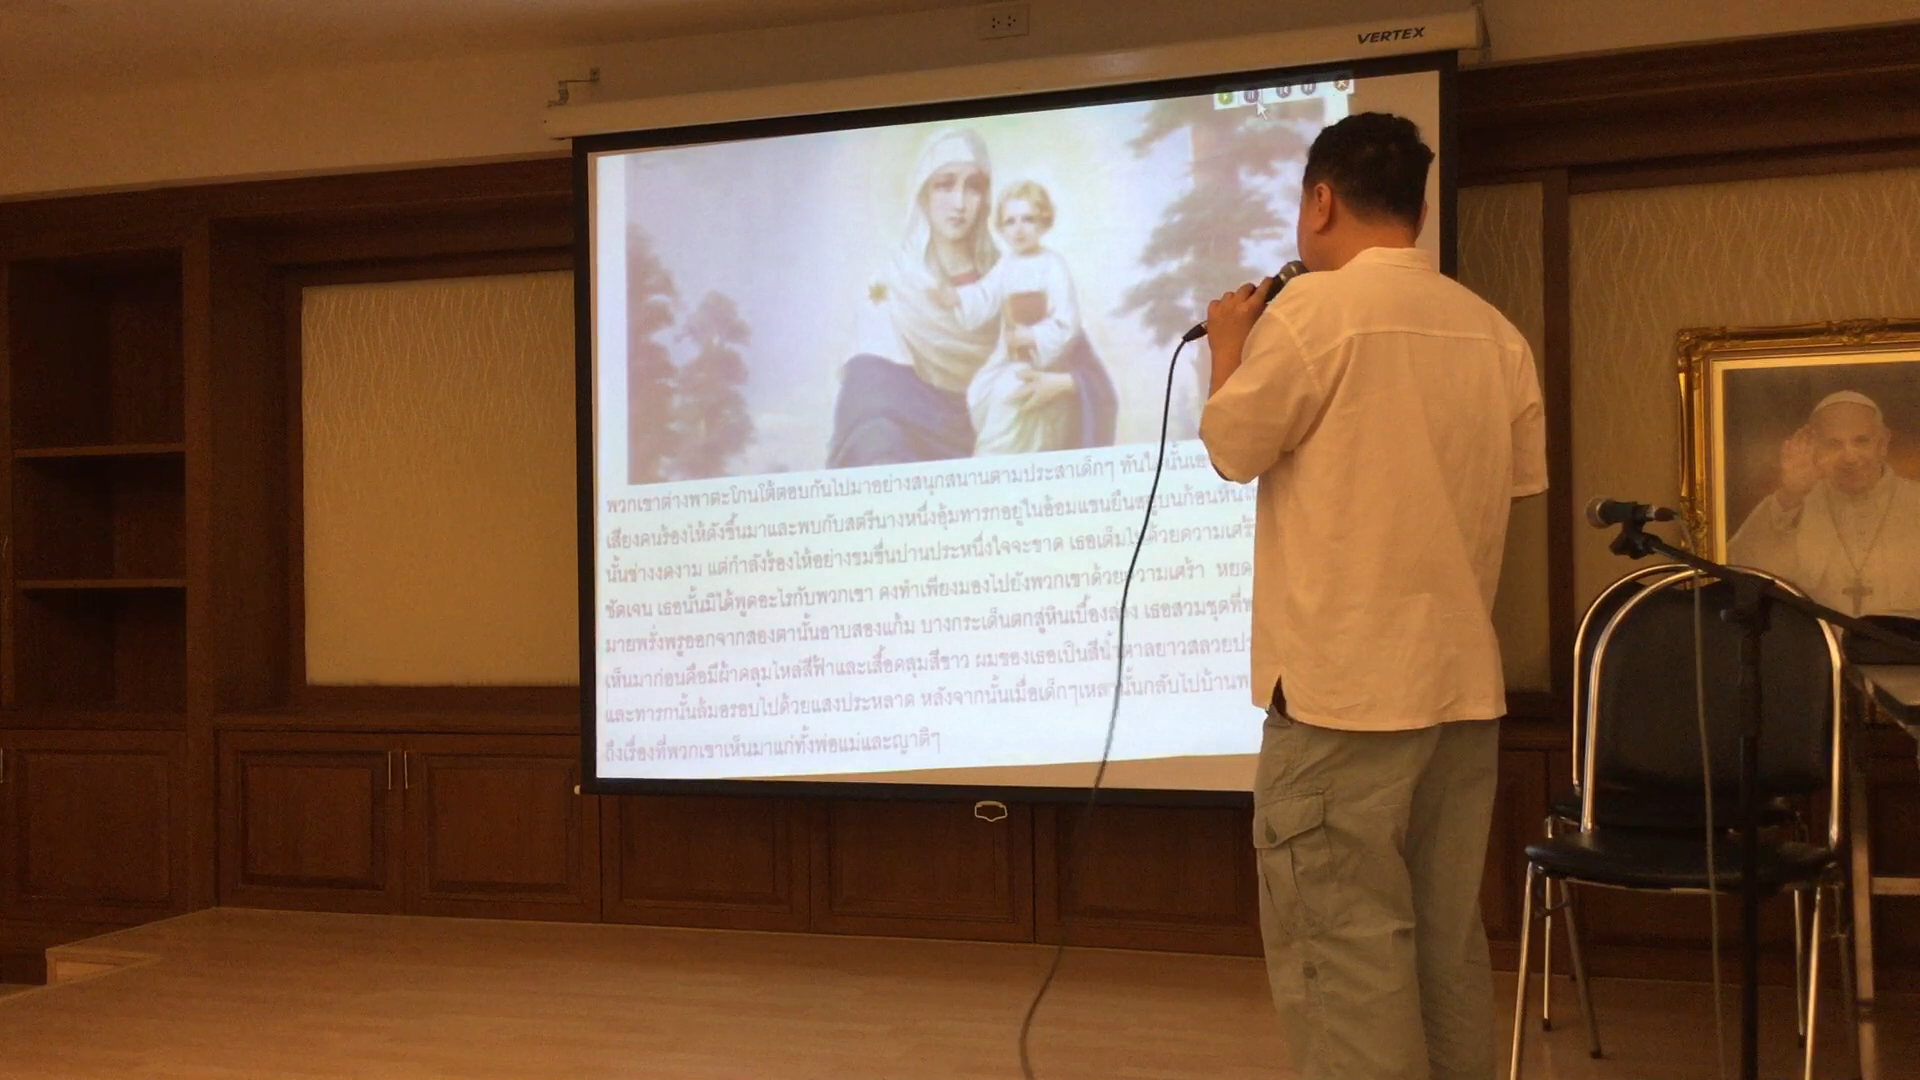 VERTEX
พวกเขาต่างพาตะโกนโต้ตอบกันไปมาอย่างสนุกสนานตามประสาเด็กๆ ทันใดนั้นเอง
เสียงคนร้องไห้ดังขึ้นมาและพบกับสตรีนางหนึ่งอุ้มทารกอยู่ในอ้อมแขนยืนอยู่บนก้อนหิน
นั้นช่างงดงาม แต่กำลังร้องไห้อย่างขมขื่นปานประหนึ่งใจจะขาด เธอเต็มไปด้วยความเศร้า
ชัดเจน เธอนั้นมิได้พูดอะไรกับพวกเขา คงทำเพียงมองไปยังพวกเขาด้วยความเศร้า หยด
มายพรั่งพรูออกจากสองตานั้นอาบสองแก้ม บางกระเด็นตกสู่หินเบื้องล่าง เธอสวมชุดที่
เห็นมาก่อนคือมีผ้าคลุมไหล่สีฟ้าและเสื้อคลุมสีขาว ผมของเธอเป็นสีน้ำตาลยาวสลวย
และทารกนั้นล้มอรอบไปด้วยแสงประหลาด หลังจากนั้นเมื่อเด็กๆเหล่านั้นกลับไปบ้าน
ถึงเรื่องที่พวกเขาเห็นมาแก่ทั้งพ่อแม่และญาติๆ